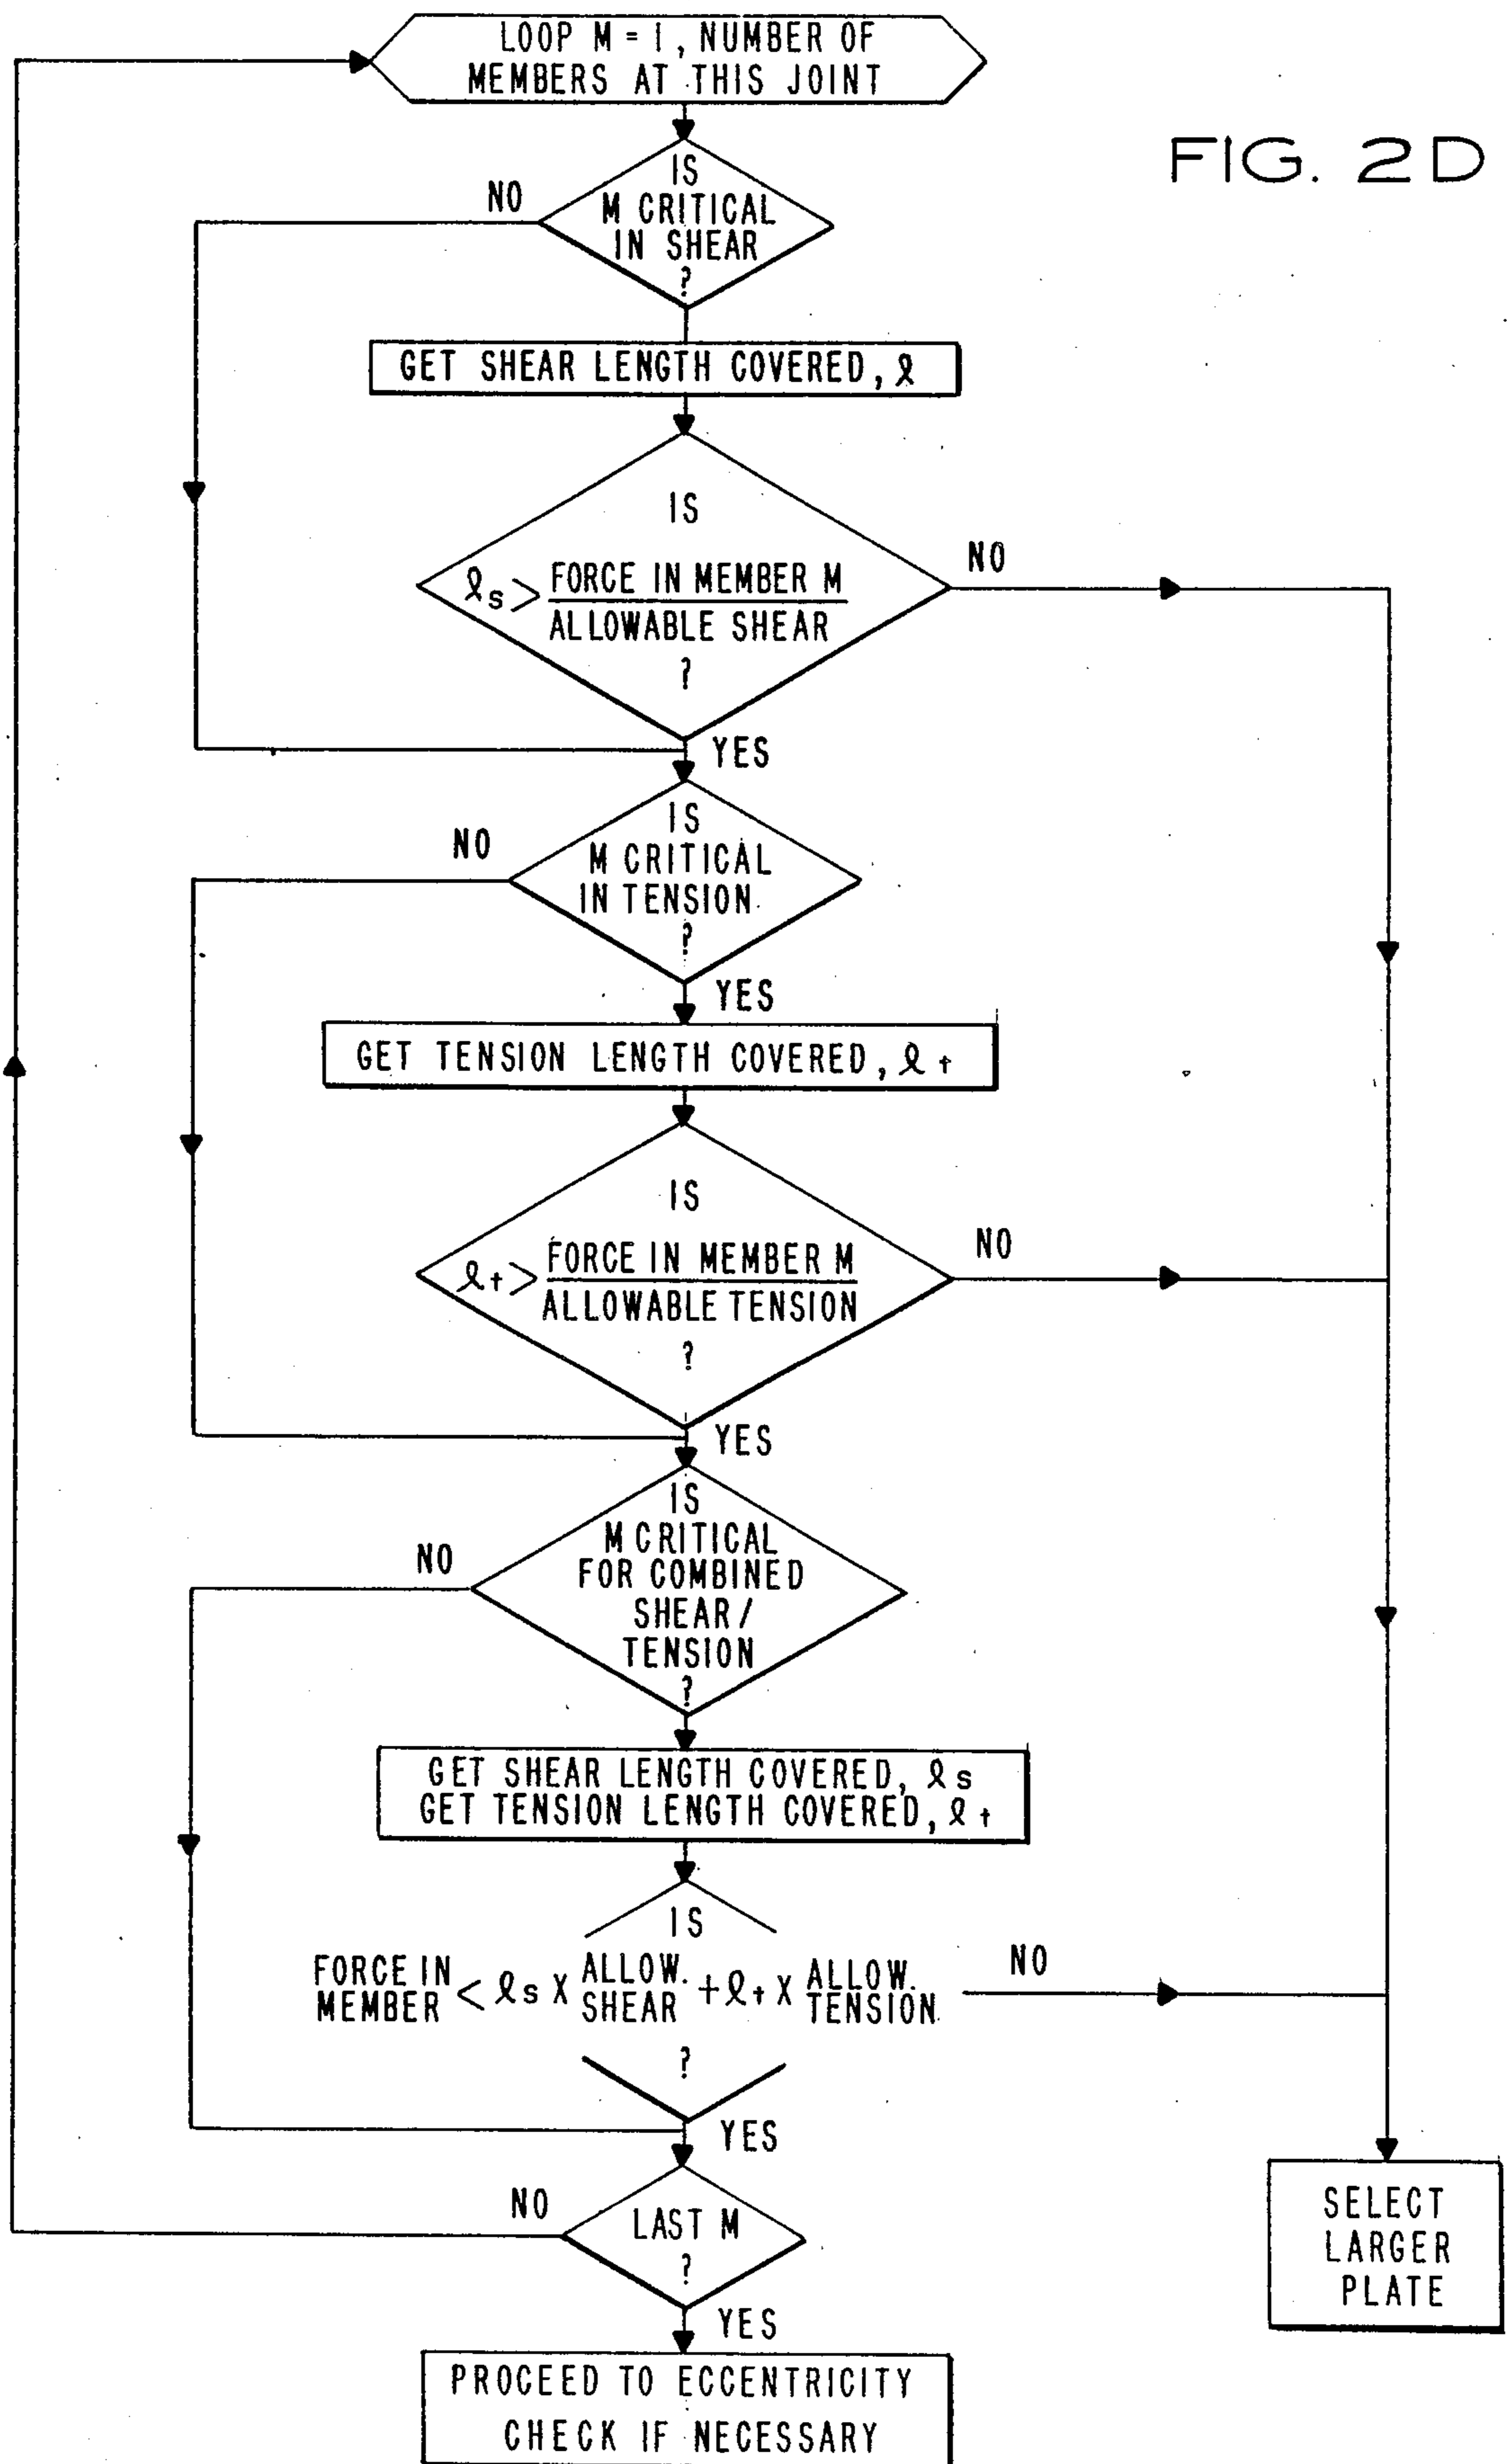 LOOP M = 1, NUMBER OF
MEMBERS AT THIS JOINT
FIG. 2D
IS
M CRITICAL
IN SHEAR
?
NO
GET SHEAR LENGTH COVERED, ℓ
IS
ℓs > FORCE IN MEMBER M
ALLOWABLE SHEAR
?
NO
YES
IS
M CRITICAL
IN TENSION
?
NO
YES
GET TENSION LENGTH COVERED, ℓt
IS
ℓt > FORCE IN MEMBER M
ALLOWABLE TENSION
?
NO
YES
IS
M CRITICAL
FOR COMBINED
SHEAR/
TENSION
?
NO
GET SHEAR LENGTH COVERED, ℓs
GET TENSION LENGTH COVERED, ℓt
IS
FORCE IN
MEMBER < ℓs X ALLOW.
SHEAR + ℓt X ALLOW.
TENSION
?
NO
YES
LAST M
?
NO
YES
SELECT
LARGER
PLATE
PROCEED TO ECCENTRICITY
CHECK IF NECESSARY